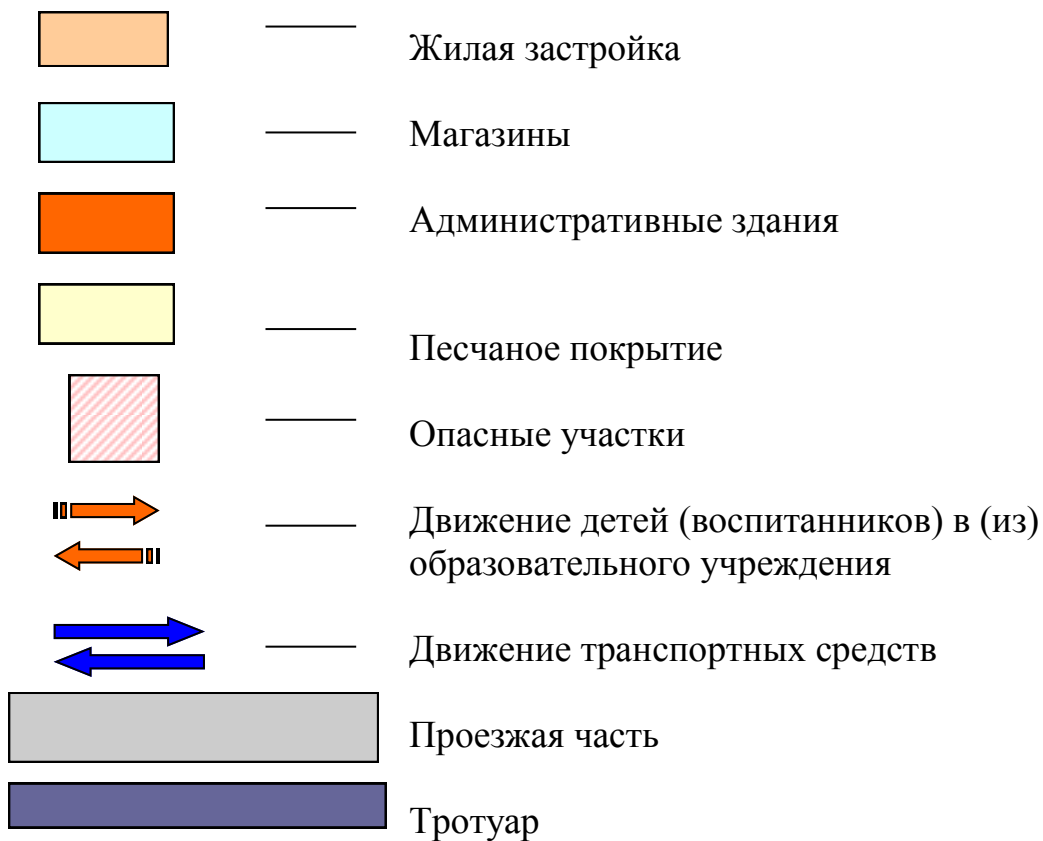 Жилая застройка
Магазины
Административные здания
Песчаное покрытие
Опасные участки
Движение детей (воспитанников) в (из)
образовательного учреждения
Движение транспортных средств
Проезжая часть
Тротуар